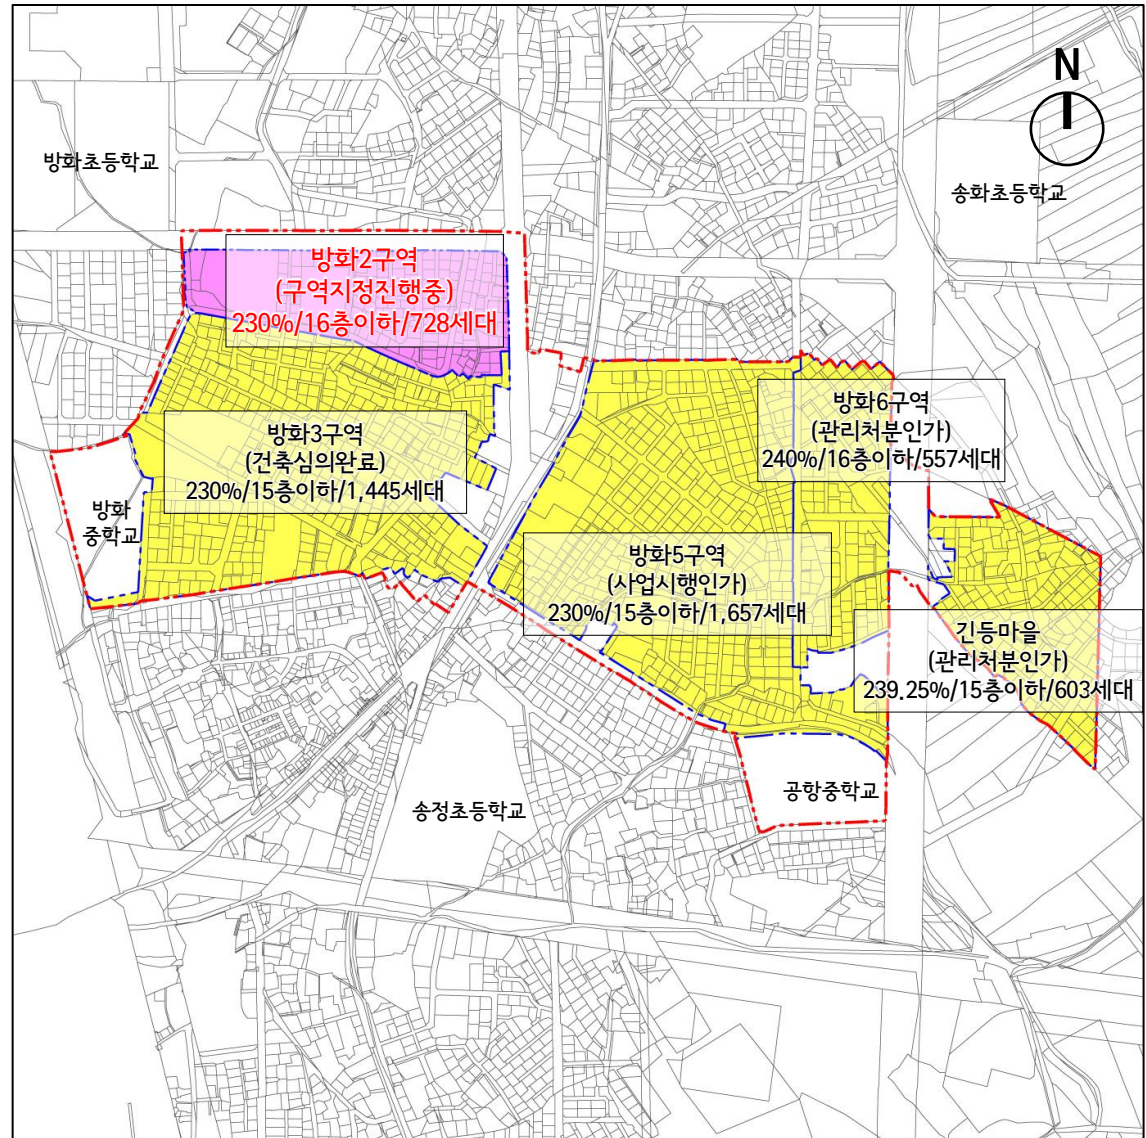 N
방화초등학교
송화초등학교
방화2구역
(구역지정진행중)
230%/16층이하/728세대
방화6구역
(관리처분인가)
240%/16층이하/557세대
방화3구역
(건축심의완료)
230%/15층이하/1,445세대
방화
중학교
방화5구역
(사업시행인가)
230%/15층이하/1,657세대
긴등마을
(관리처분인가)
239.25%/15층이하/603세대
공항중학교
송정초등학교